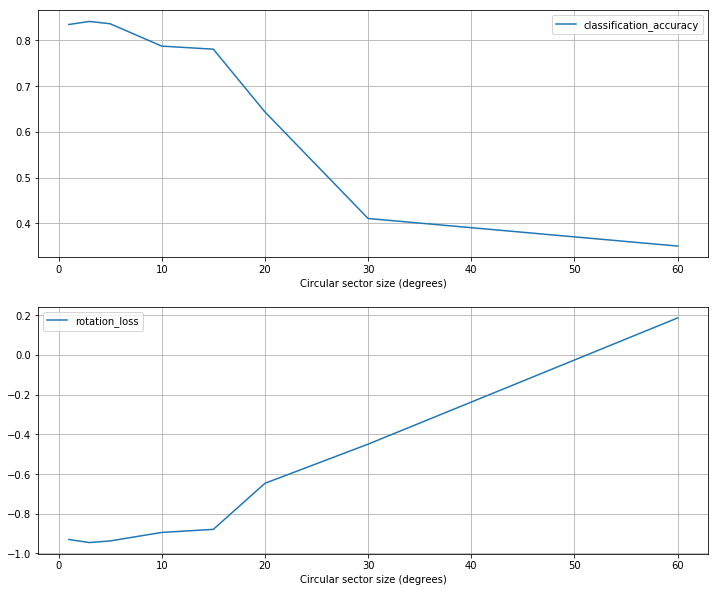 0.8
0.7
0.6
0.5
0.4
classification_accuracy
0 10 20 30 40 50 60
Circular sector size (degrees)
0.2
0.0
−0.2
−0.4
−0.6
−0.8
−1.0
rotation_loss
0 10 20 30 40 50 60
Circular sector size (degrees)